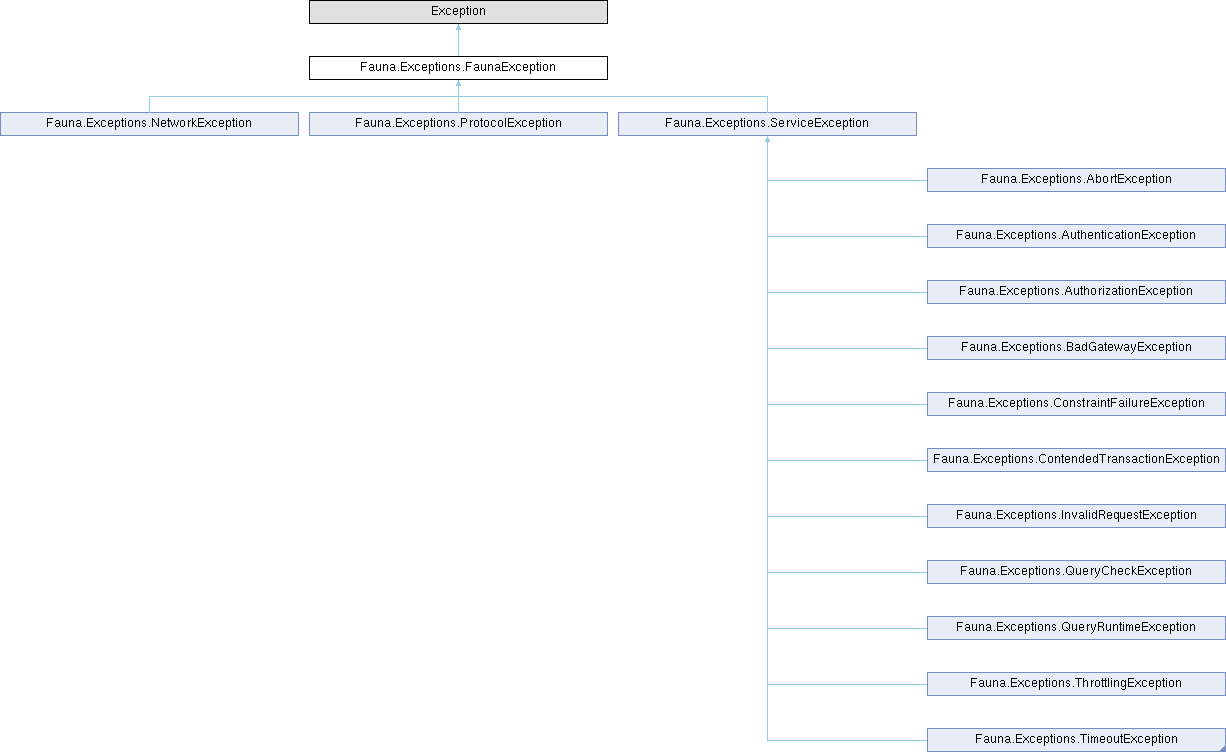 Exception
Fauna.Exceptions.FaunaException
Fauna.Exceptions.NetworkException
Fauna.Exceptions.ProtocolException
Fauna.Exceptions.ServiceException
Fauna.Exceptions.AbortException
Fauna.Exceptions.AuthenticationException
Fauna.Exceptions.AuthorizationException
Fauna.Exceptions.BadGatewayException
Fauna.Exceptions.ConstraintFailureException
Fauna.Exceptions.ContendedTransactionException
Fauna.Exceptions.InvalidRequestException
Fauna.Exceptions.QueryCheckException
Fauna.Exceptions.QueryRuntimeException
Fauna.Exceptions.ThrottlingException
Fauna.Exceptions.TimeoutException